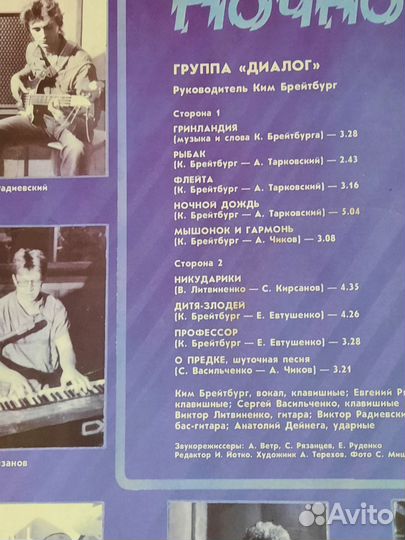 Ночно
ГРУППА «ДИАЛОГ»
Руководитель Ким Брейтбург
Сторона 1
ГРИНЛАНДИЯ
(музыка и слова К. Брейтбурга) — 3.28
РЫБАК
(К. Брейтбург — А. Тарковский) — 2.43
ФЛЕЙТА
(К. Брейтбург — А. Тарковский) — 3.16
НОЧНОЙ ДОЖДЬ
(К. Брейтбург — А. Тарковский) — 5.04
МЫШОНОК И ГАРМОНЬ
(К. Брейтбург — А. Чиков) — 3.08
Сторона 2
НИКУДАРИКИ
(В. Литвиненко — С. Кирсанов) — 4.35
ДИТЯ-ЗЛОДЕЙ
(К. Брейтбург — Е. Евтушенко) — 4.26
ПРОФЕССОР
(К. Брейтбург — Е. Евтушенко) — 3.28
О ПРЕДКЕ, шуточная песня
(С. Васильченко — А. Чиков) — 3.21
Ким Брейтбург, вокал, клавишные; Евгений Р
клавишные; Сергей Васильченко, клавишные
Виктор Литвиненко, гитара; Виктор Радиевск
бас-гитара; Анатолий Дейнега, ударные
Звукорежиссеры: А. Ветр, С. Рязанцев, Е. Руденко
Редактор И. Йотко. Художник А. Терехов. Фото С. Миш
Радиевский
язанов
Avito